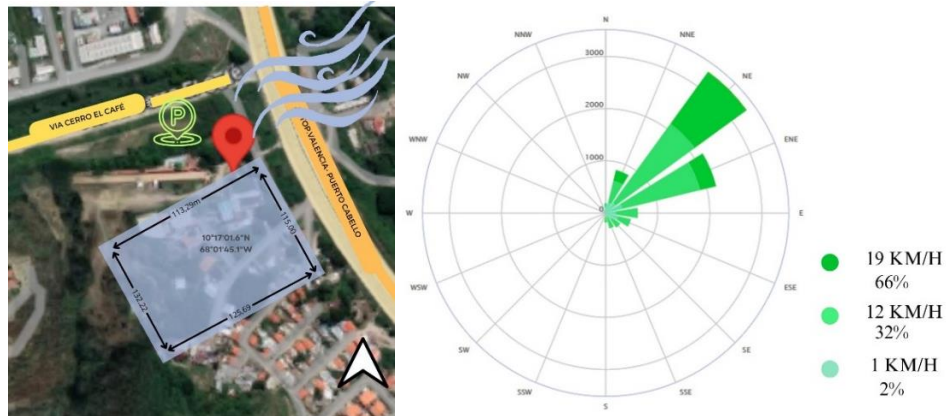 VIA CERRO EL CAFÉ
P
TOP-VALENCIA- PUERTO CABELLO
113,29m
115,00
10°17'01.6"N
68°01'45.1"W
132,22
125,69
N
NNE
NE
ENE
E
ESE
SE
SSE
S
SSW
SW
WSW
W
WNW
NW
NNW
3000
2000
1000
0
19 KM/H
66%
12 KM/H
32%
1 KM/H
2%